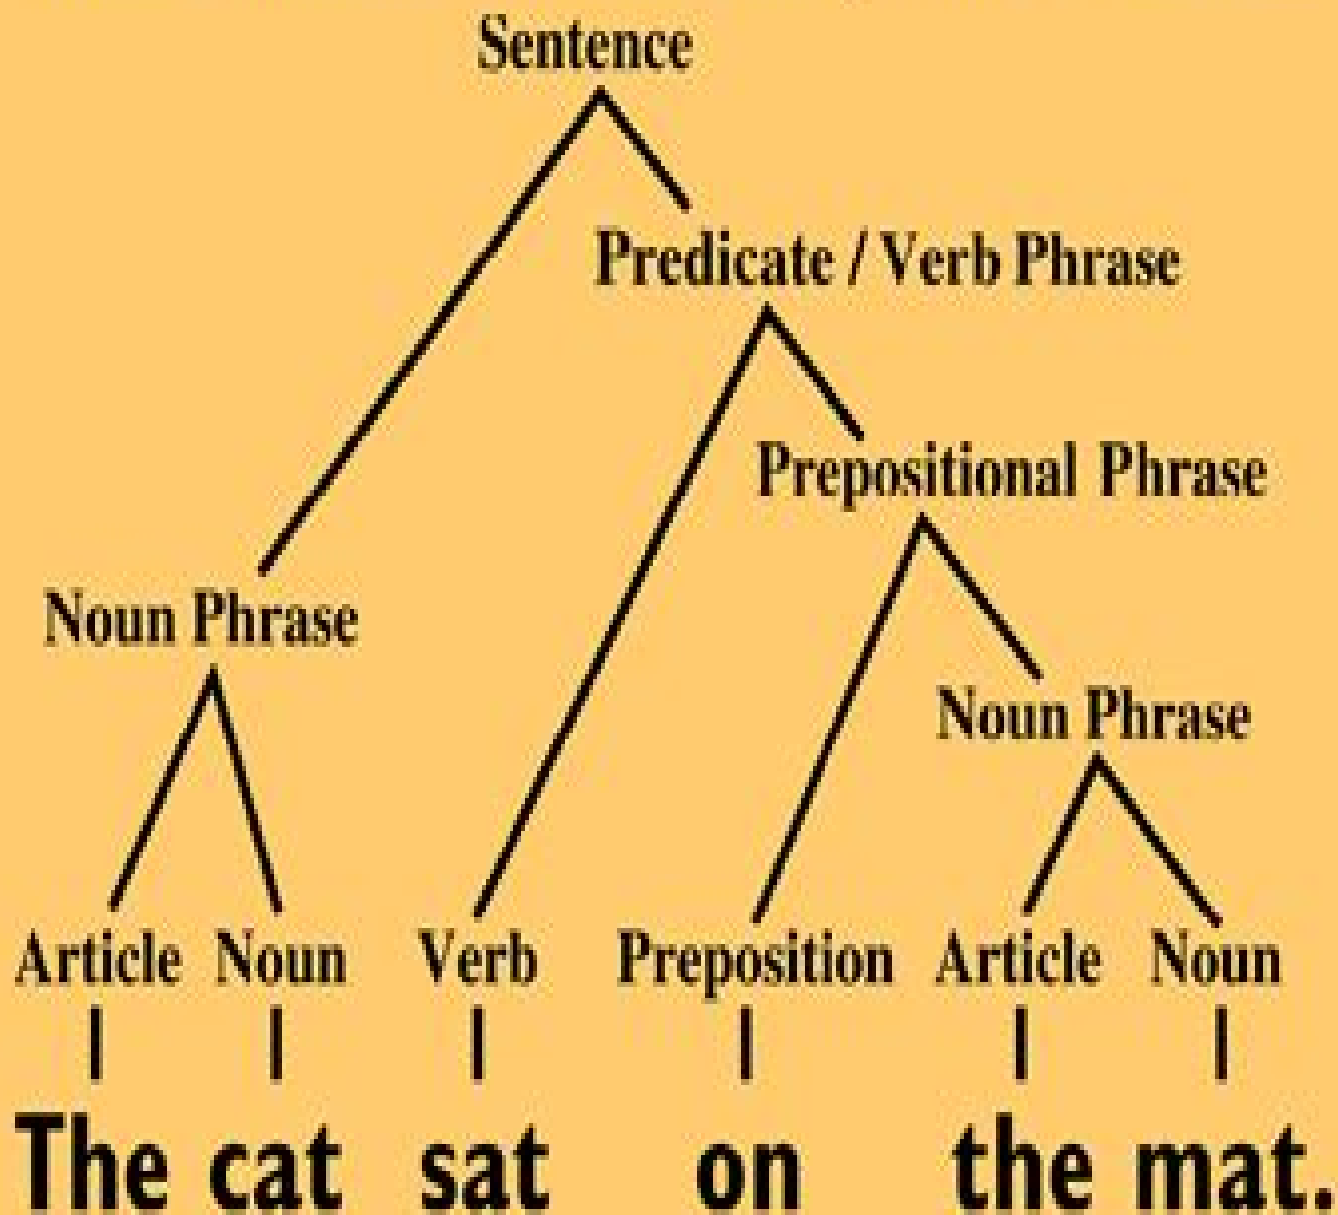 Sentence
Predicate / Verb Phrase
Prepositional Phrase
Noun Phrase
Noun Phrase
Article Noun Verb Preposition Article Noun
The cat sat on the mat.